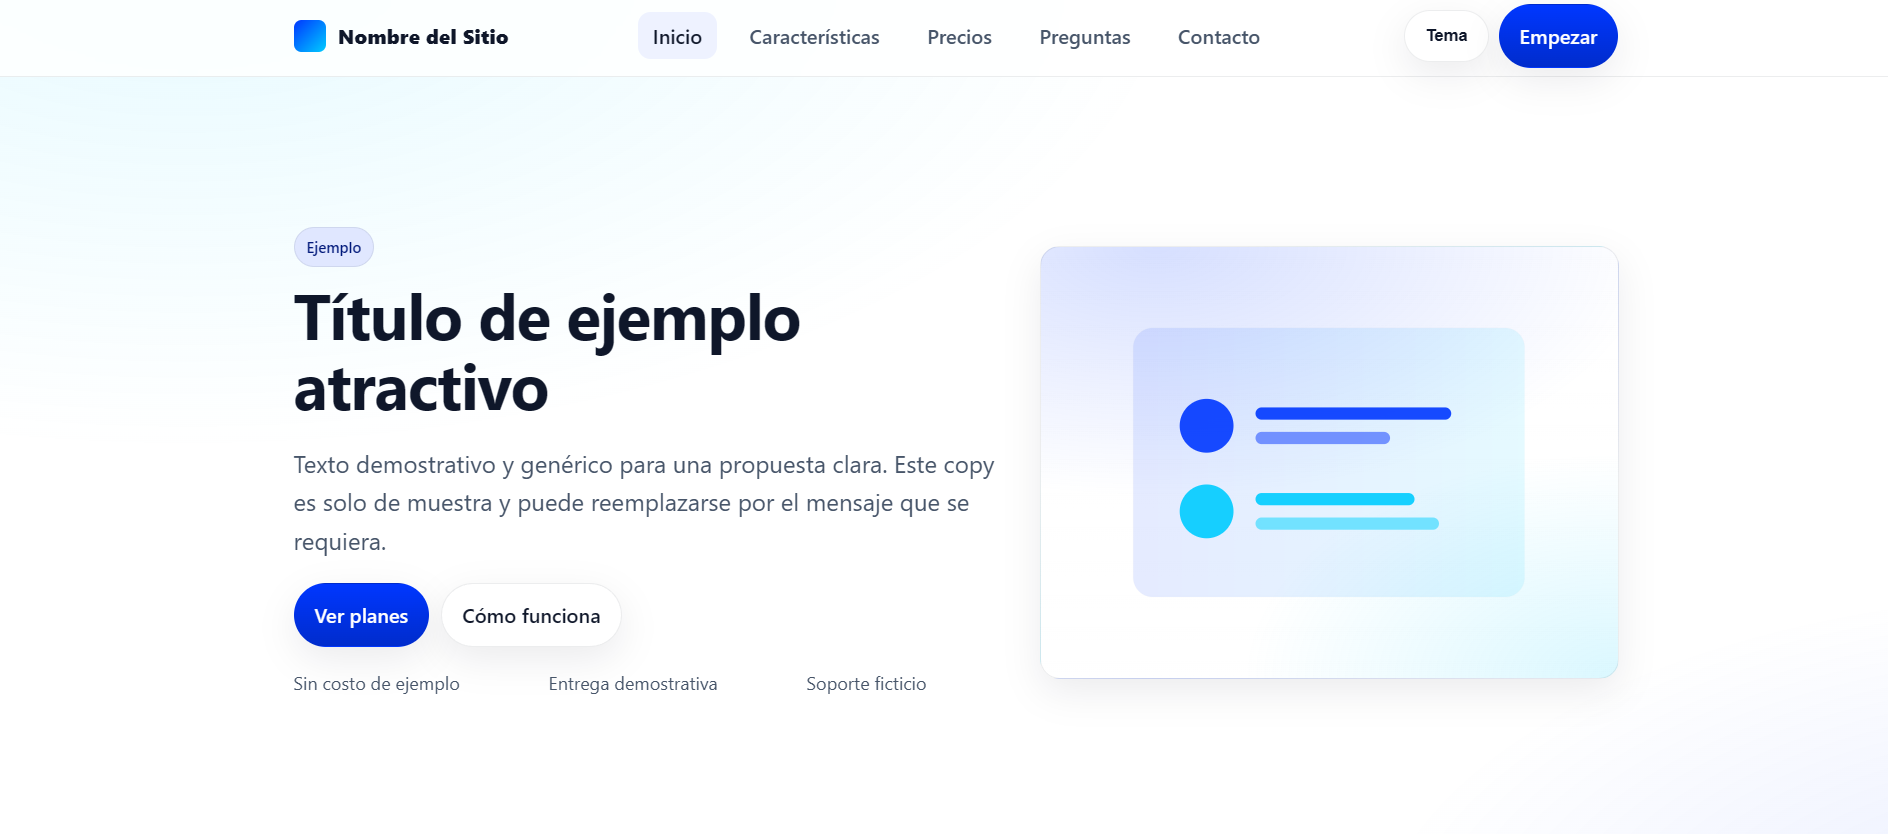 Nombre del Sitio
Inicio
Características
Precios
Preguntas
Contacto
Tema
Empezar
Ejemplo
Título de ejemplo
atractivo
Texto demostrativo y genérico para una propuesta clara. Este copy
es solo de muestra y puede reemplazarse por el mensaje que se
requiera.
Ver planes
Cómo funciona
Sin costo de ejemplo
Entrega demostrativa
Soporte ficticio